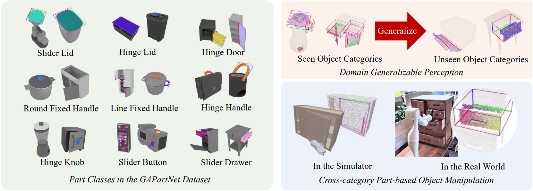 Slider Lid
Hinge Lid
Hinge Door
Round Fixed Handle
Line Fixed Handle
Hinge Handle
Hinge Knob
Slider Button
Slider Drawer
Part Classes in the GAPartNet Dataset
Generalize
Seen Object Categories
Unseen Object Categories
Domain Generalizable Perception
In the Simulator
In the Real World
Cross-category Part-based Object Manipulation